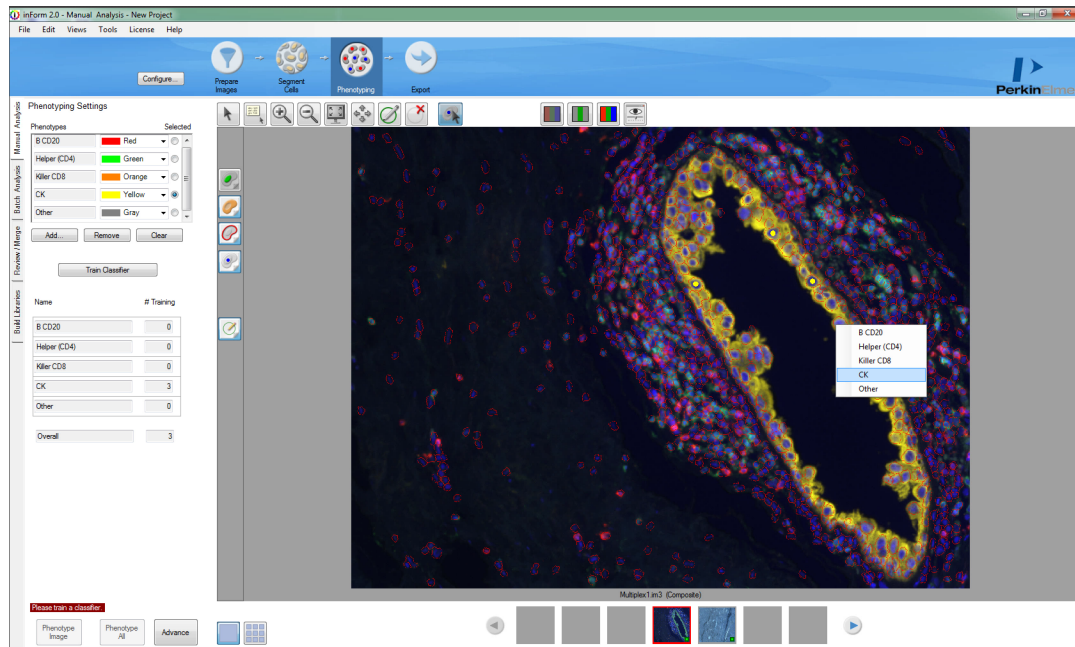 inForm 2.0 - Manual Analysis - New Project
File Edit Views Tools License Help
Configure...
Prepare Images
Segment Cells
Phenotyping
Export
PerkinElmer
Manual Analysis
Batch Analysis
Review / Merge
Build Libraries
Phenotyping Settings
Phenotypes Selected
B CD20 Red
Helper (CD4) Green
Killer CD8 Orange
CK Yellow
Other Gray
Add... Remove Clear
Train Classifier
Name # Training
B CD20 0
Helper (CD4) 0
Killer CD8 0
CK 3
Other 0
Overall 3
B CD20
Helper (CD4)
Killer CD8
CK
Other
Multiplex1.im3 (Composite)
Please train a classifier.
Phenotype Image
Phenotype All
Advance